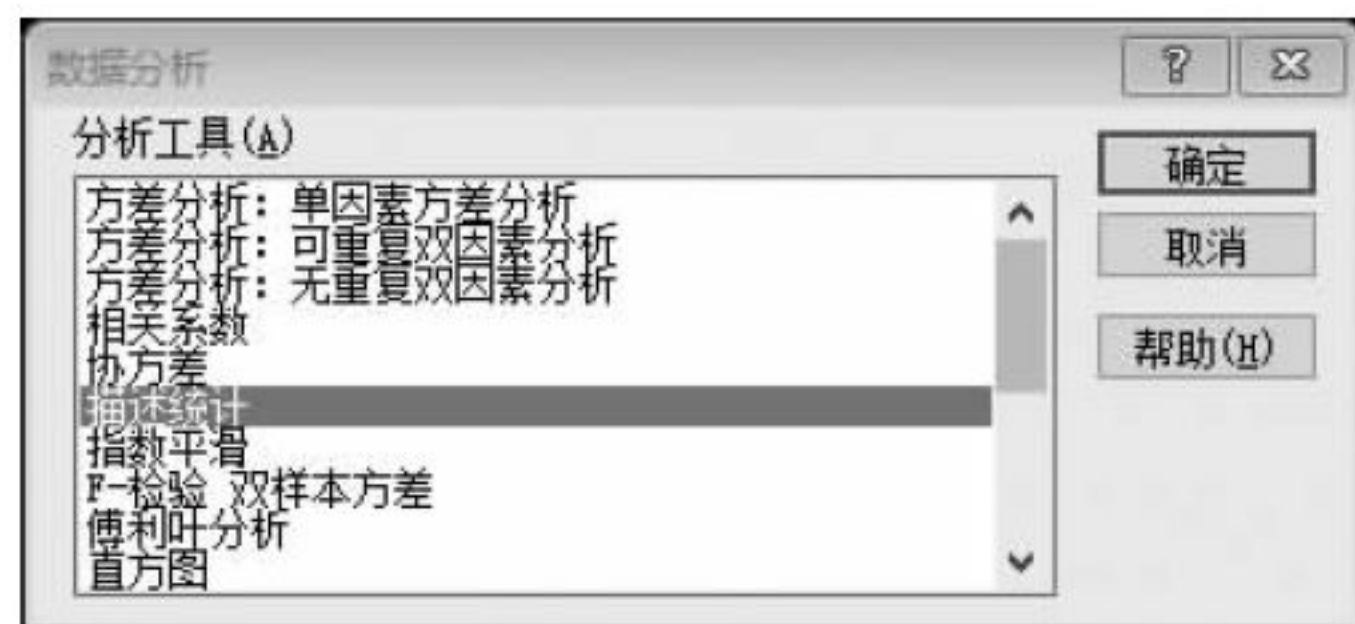 数据分析
分析工具(A)
方差分析: 单因素方差分析
方差分析: 可重复双因素分析
方差分析: 无重复双因素分析
相关系数
协方差
描述统计
指数平滑
F-检验 双样本方差
傅利叶分析
直方图
确定
取消
帮助(H)